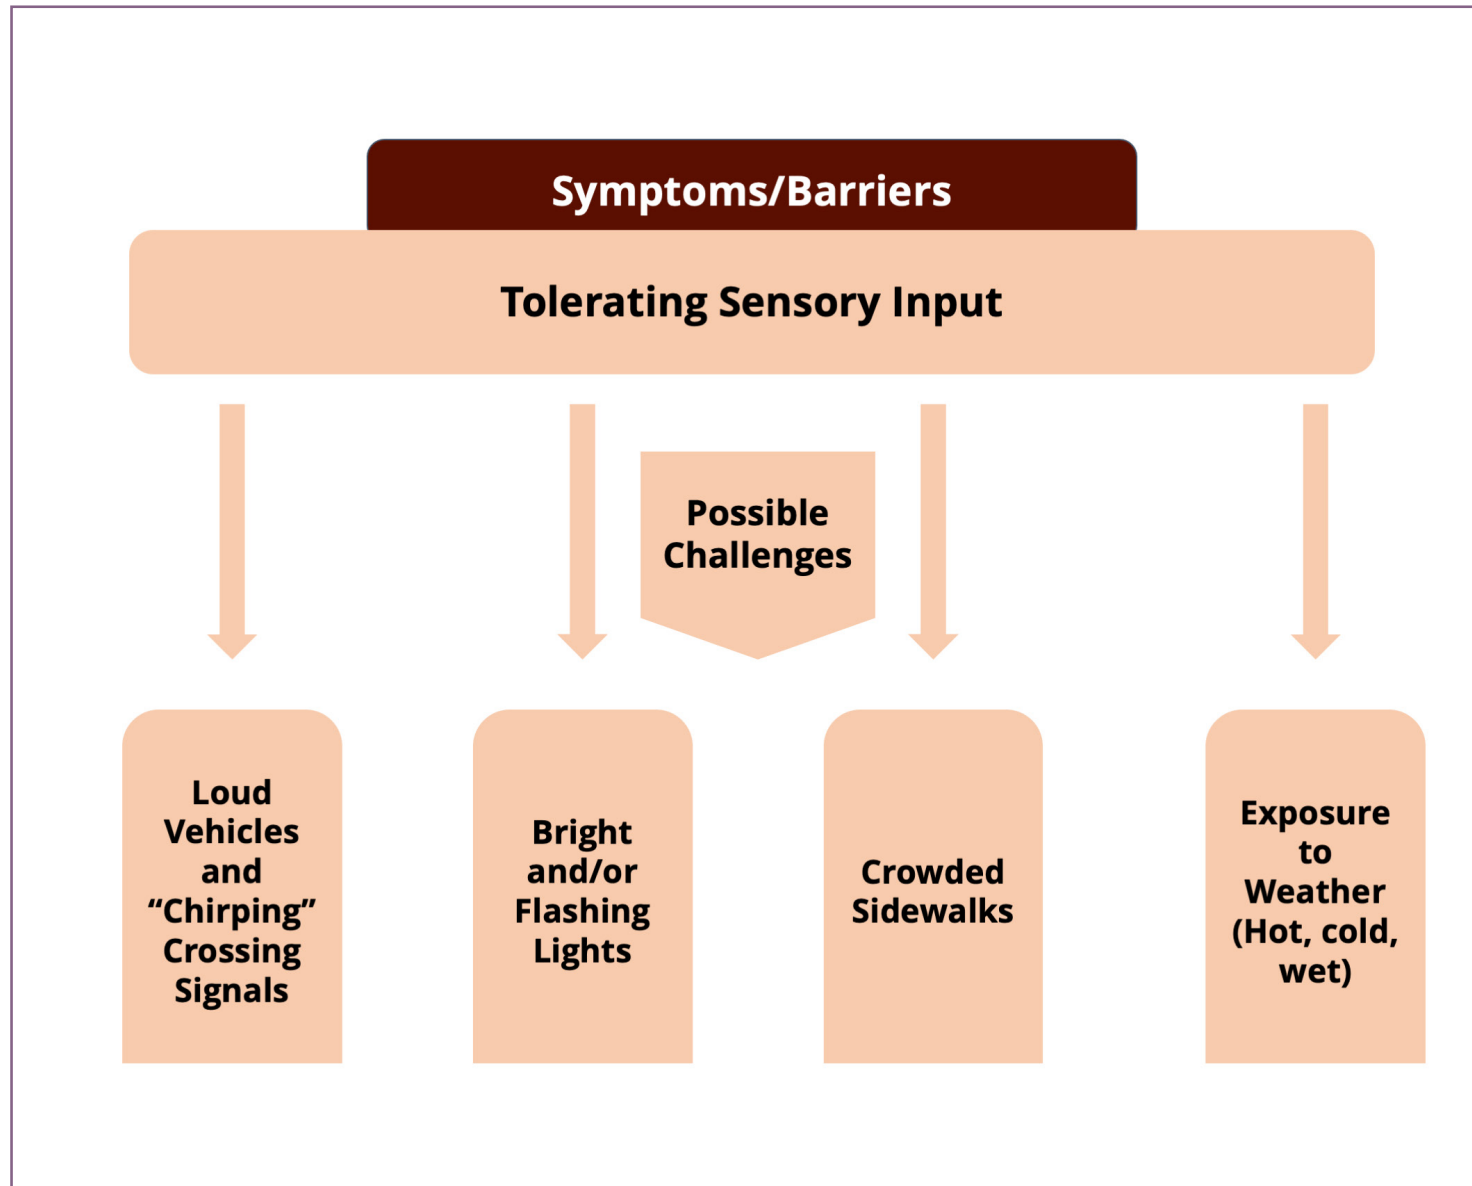 Symptoms/Barriers
Tolerating Sensory Input
Possible
Challenges
Loud
Vehicles
and
“Chirping”
Crossing
Signals
Bright
and/or
Flashing
Lights
Crowded
Sidewalks
Exposure
to
Weather
(Hot, cold,
wet)